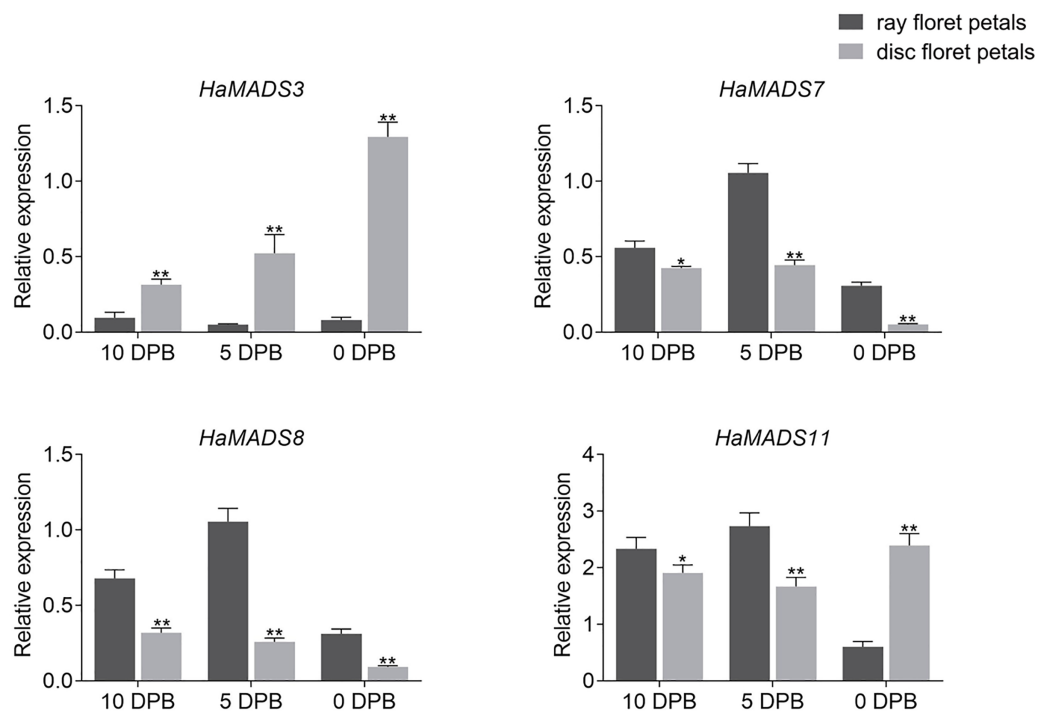 ray floret petals
disc floret petals
HaMADS3
Relative expression
1.5
1.0
0.5
0.0
**
**
**
10 DPB 5 DPB 0 DPB
HaMADS7
Relative expression
1.5
1.0
0.5
0.0
*
**
**
10 DPB 5 DPB 0 DPB
HaMADS8
Relative expression
1.5
1.0
0.5
0.0
**
**
**
10 DPB 5 DPB 0 DPB
HaMADS11
Relative expression
4
3
2
1
0
*
**
**
10 DPB 5 DPB 0 DPB